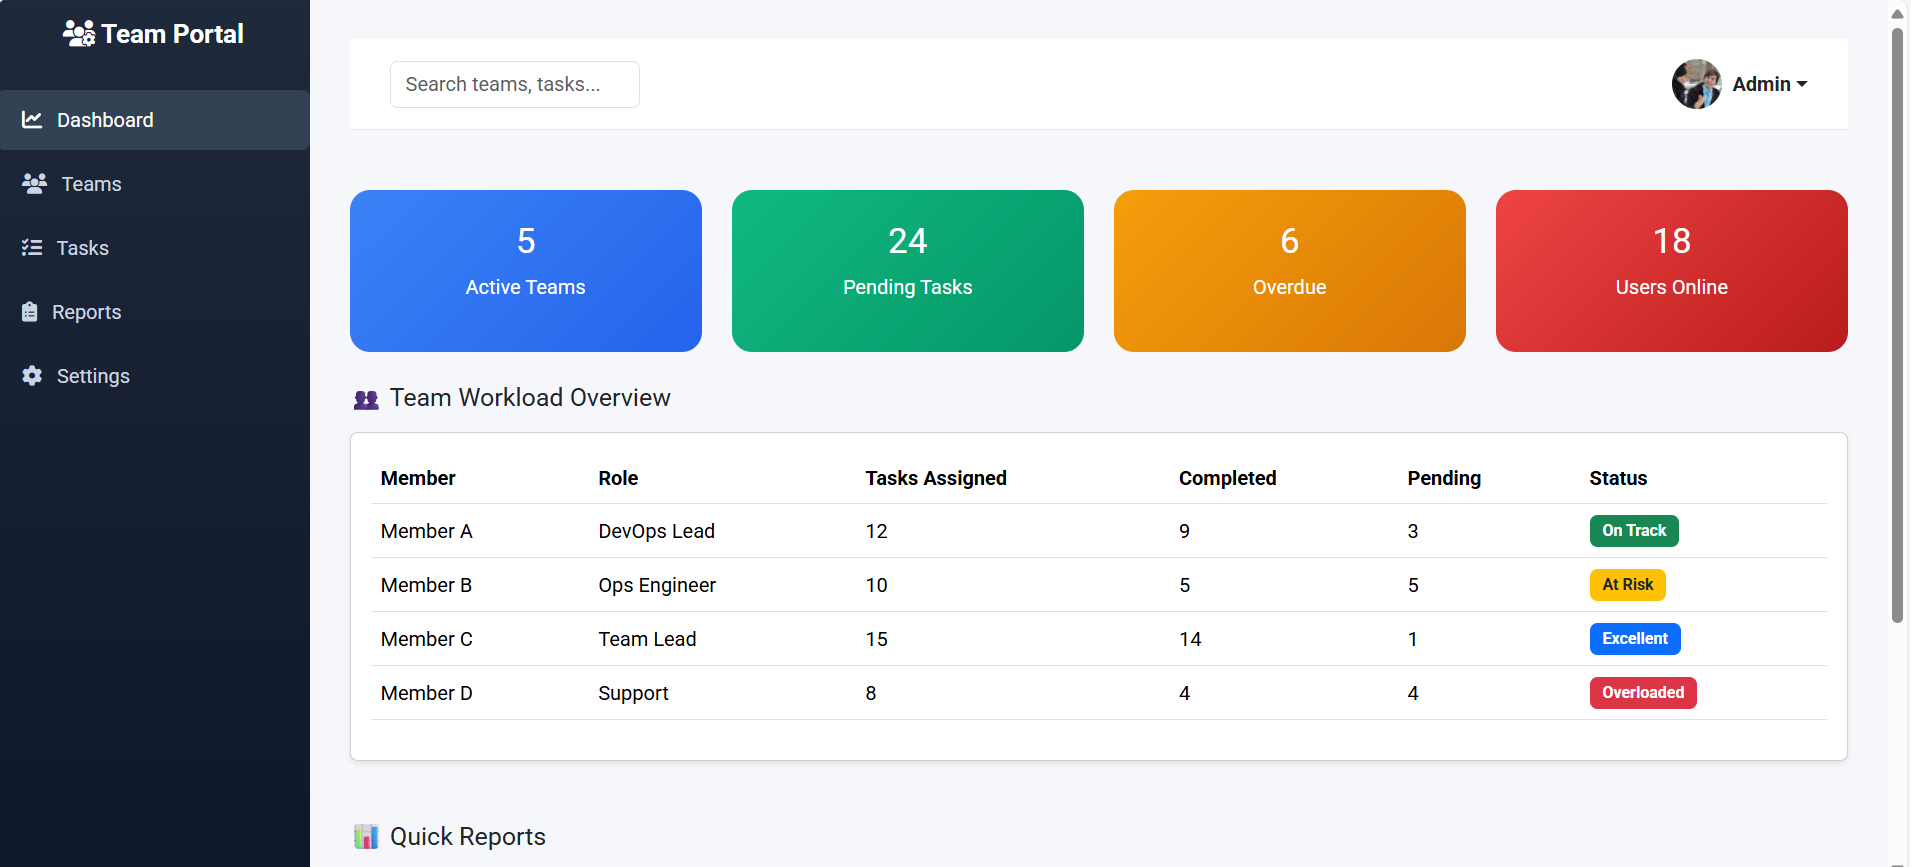 Team Portal
Dashboard
Teams
Tasks
Reports
Settings
Search teams, tasks...
Admin
5
Active Teams
24
Pending Tasks
6
Overdue
18
Users Online
Team Workload Overview
Member Role Tasks Assigned Completed Pending Status
Member A DevOps Lead 12 9 3 On Track
Member B Ops Engineer 10 5 5 At Risk
Member C Team Lead 15 14 1 Excellent
Member D Support 8 4 4 Overloaded
Quick Reports